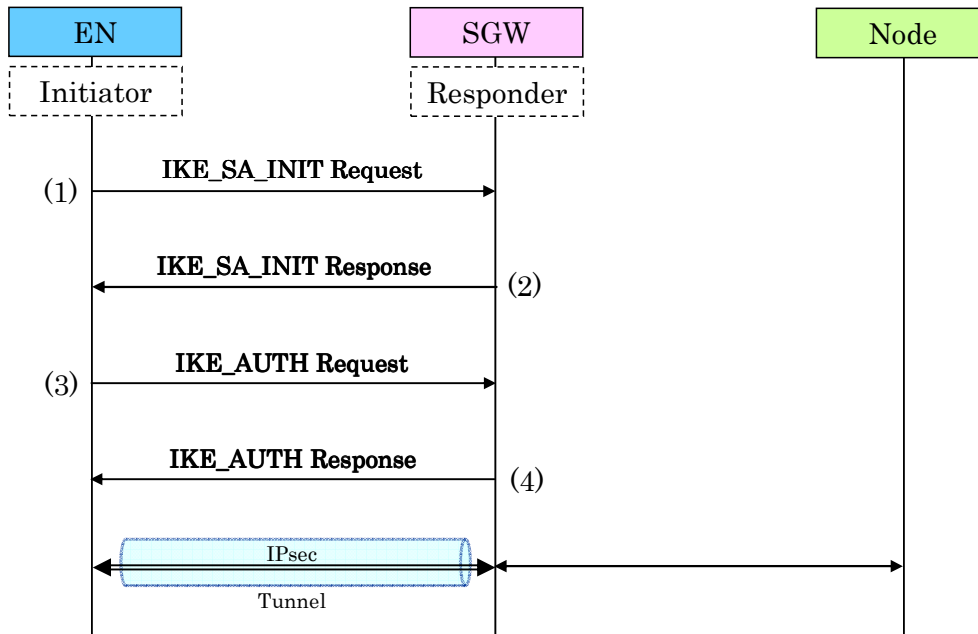 EN
SGW
Node
Initiator
Responder
IKE_SA_INIT Request
(1)
IKE_SA_INIT Response
(2)
IKE_AUTH Request
(3)
IKE_AUTH Response
(4)
IPsec
Tunnel